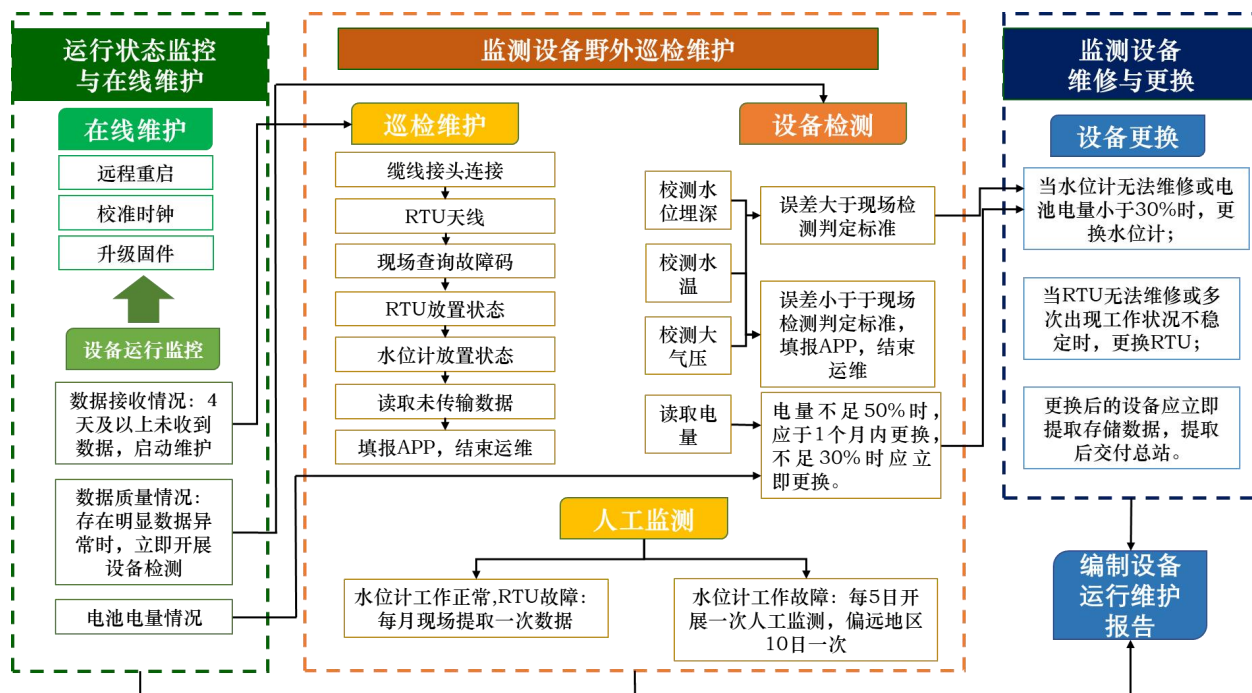 运行状态监控
与在线维护
在线维护
远程重启
校准时钟
升级固件
设备运行监控
数据接收情况：4
天及以上未收到
数据，启动维护
数据质量情况：
存在明显数据异
常时，立即开展
设备检测
电池电量情况
监测设备野外巡检维护
巡检维护
缆线接头连接
RTU天线
现场查询故障码
RTU放置状态
水位计放置状态
读取未传输数据
填报APP，结束运维
设备检测
校测水
位埋深
校测水
温
校测大
气压
读取电
量
误差大于现场检
测判定标准
误差小于于现场
检测判定标准，
填报APP，结束
运维
电量不足50%时，
应于1个月内更换，
不足30%时应立
即更换。
人工监测
水位计工作正常,RTU故障：
每月现场提取一次数据
水位计工作故障：每5日开
展一次人工监测，偏远地区
10日一次
监测设备
维修与更换
设备更换
当水位计无法维修或电
池电量小于30%时，更
换水位计；
当RTU无法维修或多
次出现工作状况不稳
定时，更换RTU；
更换后的设备应立即
提取存储数据，提取
后交付总站。
编制设备
运行维护
报告